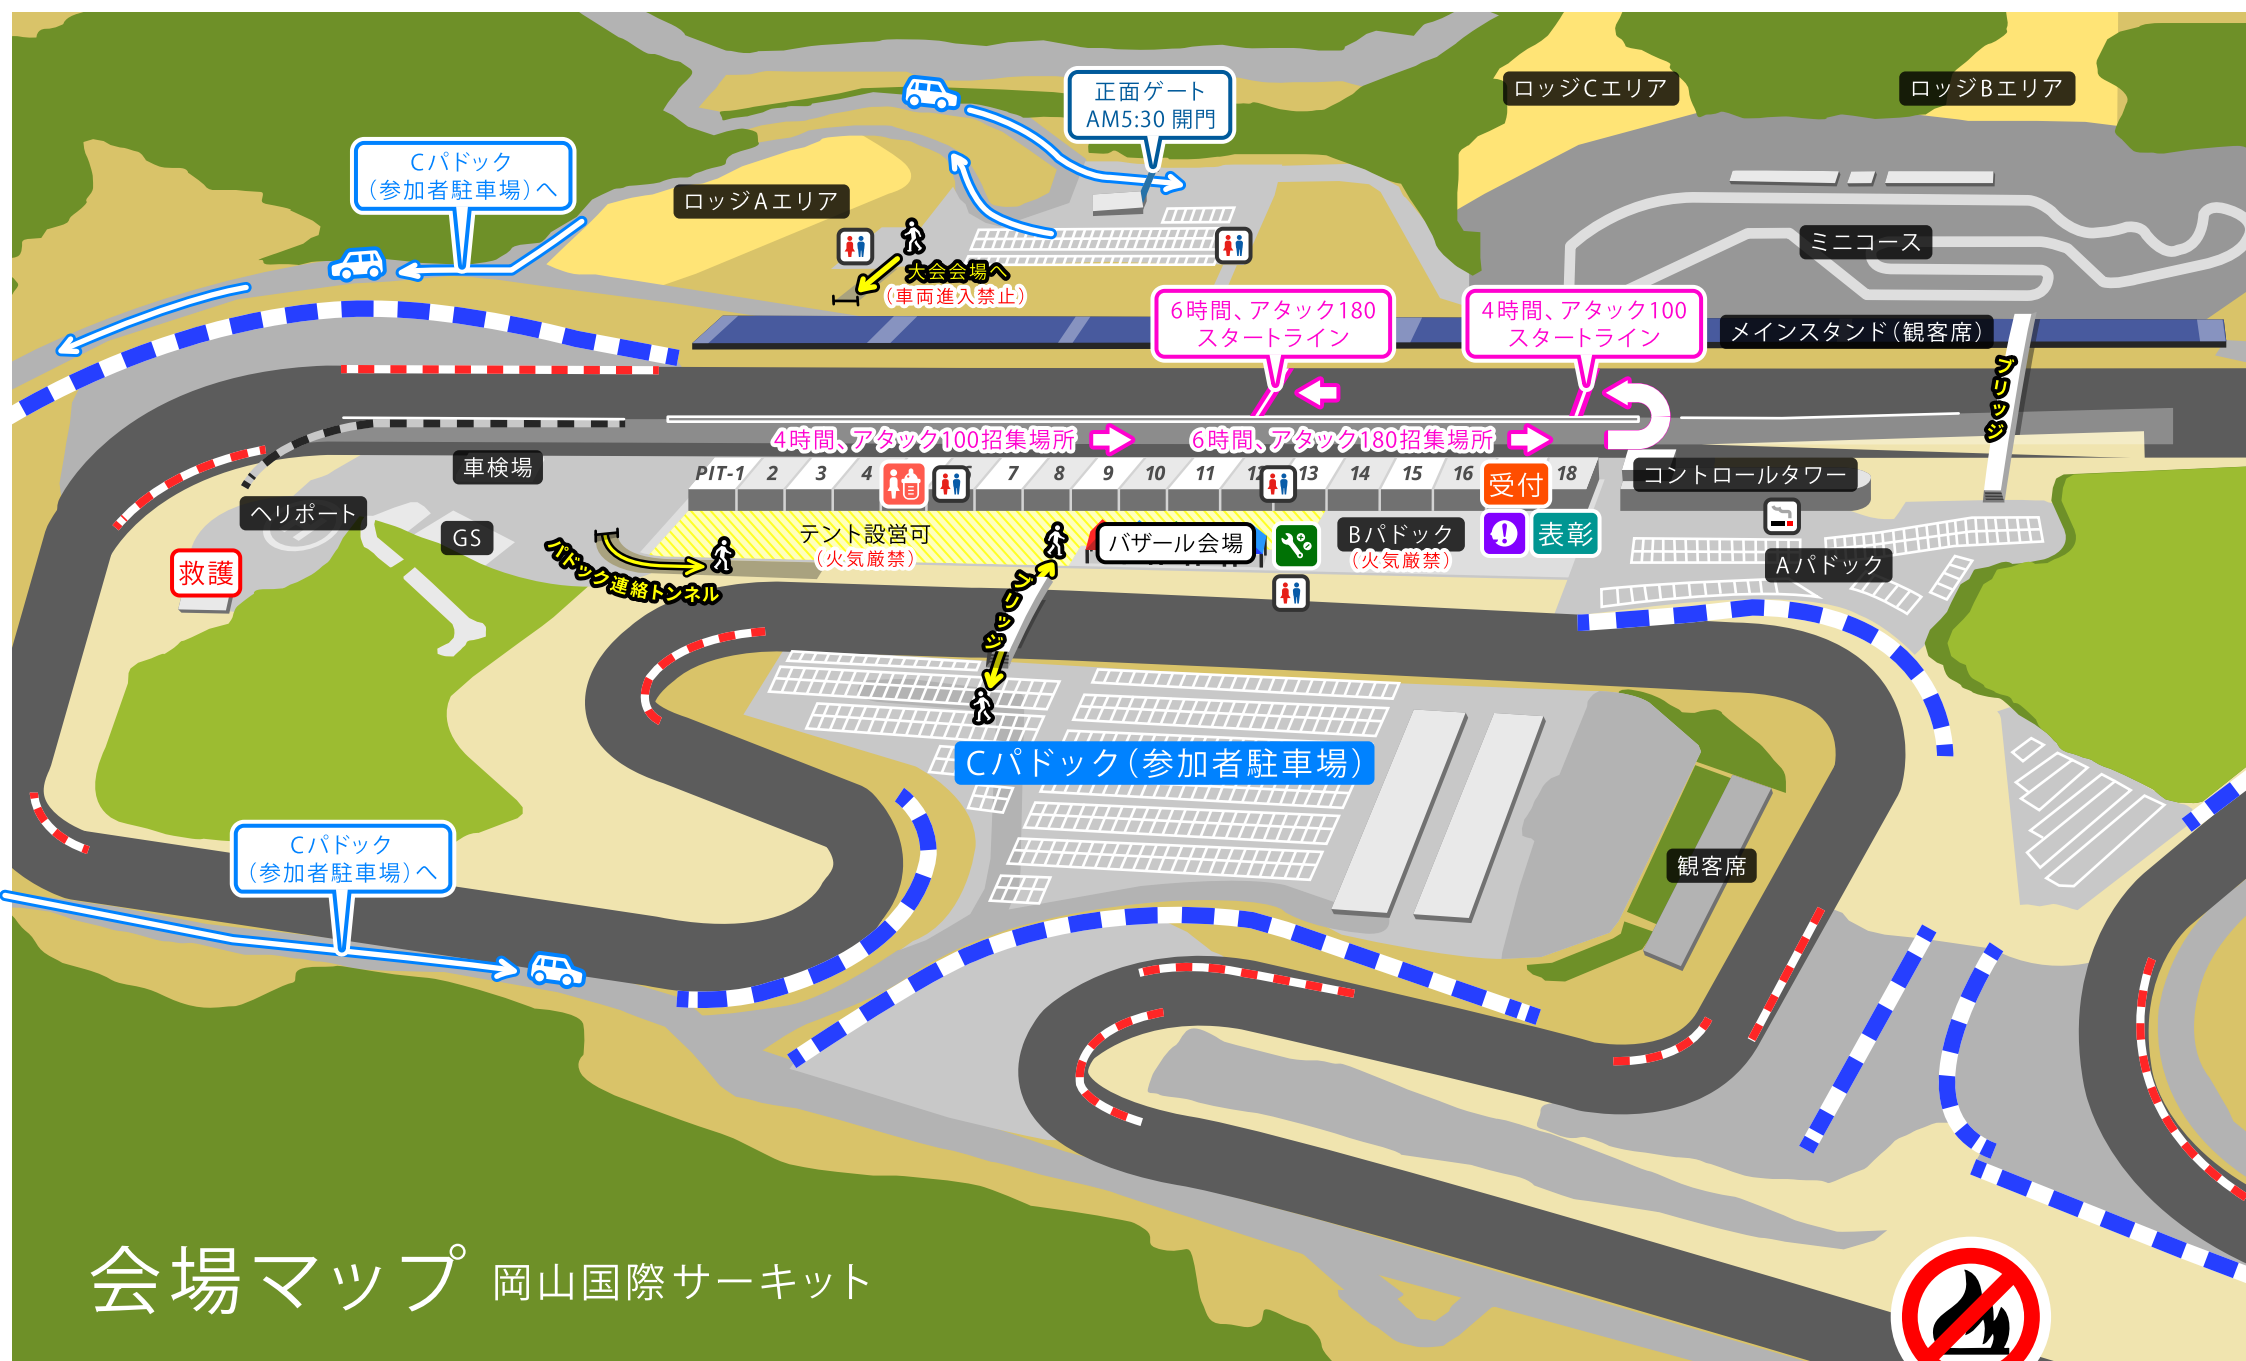 正面ゲート
AM5:30 開門
ロッジCエリア
ロッジBエリア
Cパドック
(参加者駐車場)へ
ロッジAエリア
ミニコース
大会会場へ
(車両進入禁止)
6時間、アタック180
スタートライン
4時間、アタック100
スタートライン
メインスタンド(観客席)
ブリッジ
4時間、アタック100招集場所
6時間、アタック180招集場所
車検場
PIT-1 2 3 4 7 8 9 10 11 12 13 14 15 16 18
受付
コントロールタワー
ヘリポート
GS
テント設営可
(火気厳禁)
バザール会場
Bパドック
(火気厳禁)
表彰
救護
パドック連絡トンネル
ブリッジ
Aパドック
Cパドック(参加者駐車場)
Cパドック
(参加者駐車場)へ
観客席
会場マップ 岡山国際サーキット